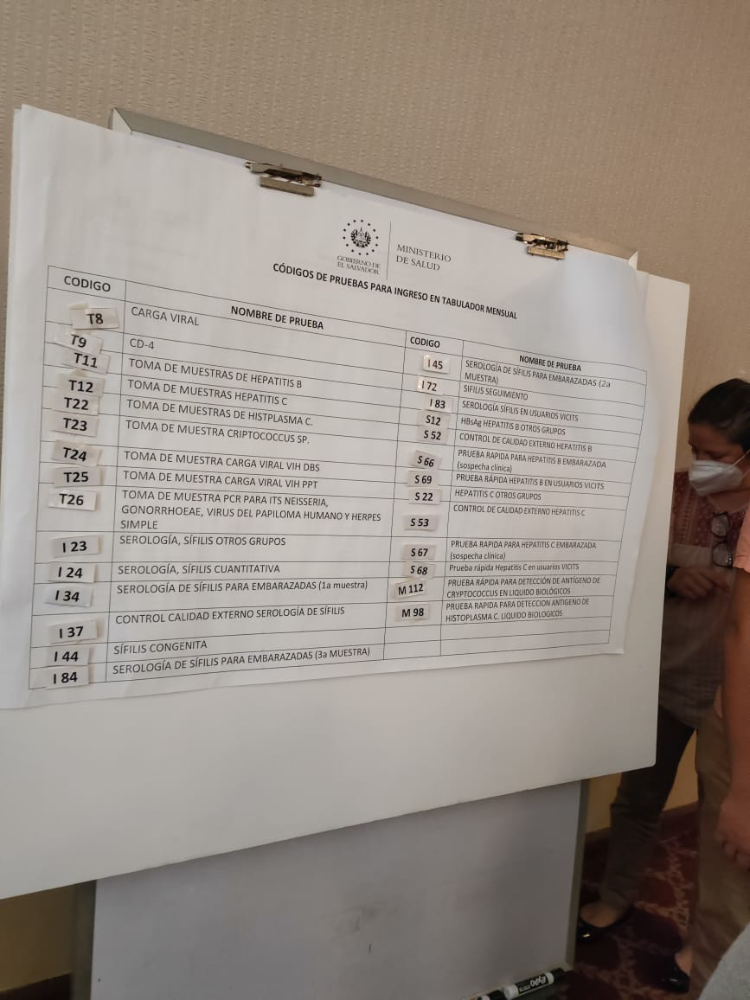 GOBIERNO DE
EL SALVADOR
MINISTERIO
DE SALUD
CÓDIGOS DE PRUEBAS PARA INGRESO EN TABULADOR MENSUAL
CODIGO
NOMBRE DE PRUEBA
T8
CARGA VIRAL
T9
CD-4
T11
TOMA DE MUESTRAS DE HEPATITIS B
T12
TOMA DE MUESTRAS HEPATITIS C
T22
TOMA DE MUESTRAS DE HISTPLASMA C.
T23
TOMA DE MUESTRA CRIPTOCOCCUS SP.
T24
TOMA DE MUESTRA CARGA VIRAL VIH DBS
T25
TOMA DE MUESTRA CARGA VIRAL VIH PPT
T26
TOMA DE MUESTRA PCR PARA ITS NEISSERIA,
GONORRHOEAE, VIRUS DEL PAPILOMA HUMANO Y HERPES
SIMPLE
I 23
SEROLOGÍA, SÍFILIS OTROS GRUPOS
I 24
SEROLOGÍA, SÍFILIS CUANTITATIVA
I 34
SEROLOGÍA DE SÍFILIS PARA EMBARAZADAS (1a muestra)
I 37
CONTROL CALIDAD EXTERNO SEROLOGÍA DE SÍFILIS
I 44
SÍFILIS CONGENITA
I 84
SEROLOGÍA DE SÍFILIS PARA EMBARAZADAS (3a MUESTRA)
CODIGO
NOMBRE DE PRUEBA
I 45
SEROLOGÍA DE SÍFILIS PARA EMBARAZADAS (2a
MUESTRA)
I 72
SIFILIS SEGUIMIENTO
I 83
SEROLOGÍA SÍFILIS EN USUARIOS VICITS
S12
HBsAg HEPATITIS B OTROS GRUPOS
S 52
CONTROL DE CALIDAD EXTERNO HEPATITIS B
S 66
PRUEBA RAPIDA PARA HEPATITIS B EMBARAZADA
(sospecha clínica)
S 69
PRUEBA RÁPIDA HEPATITIS B EN USUARIOS VICITS
S 22
HEPATITIS C OTROS GRUPOS
S 53
CONTROL DE CALIDAD EXTERNO HEPATITIS C
S 67
PRUEBA RAPIDA PARA HEPATITIS C EMBARAZADA
(sospecha clínica)
S 68
Prueba rápida Hepatitis C en usuarios VICITS
M 112
PRUEBA RÁPIDA PARA DETECCIÓN DE ANTÍGENO DE
CRYPTOCOCCUS EN LIQUIDO BIOLÓGICOS
M 98
PRUEBA RAPIDA PARA DETECCION ANTIGENO DE
HISTOPLASMA C. LIQUIDO BIOLOGICOS
EXPO